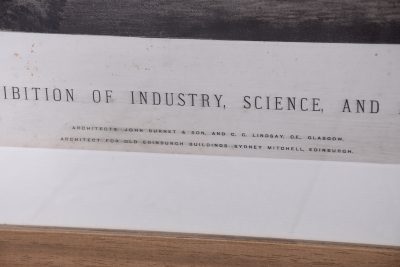 IBITION OF INDUSTRY, SCIENCE, AND
ARCHITECTS: JOHN BURNET & SON, AND C. G. LINDSAY, CE., GLASGOW.
ARCHITECT FOR OLD EDINBURGH BUILDINGS: SYDNEY MITCHELL, EDINBURGH.